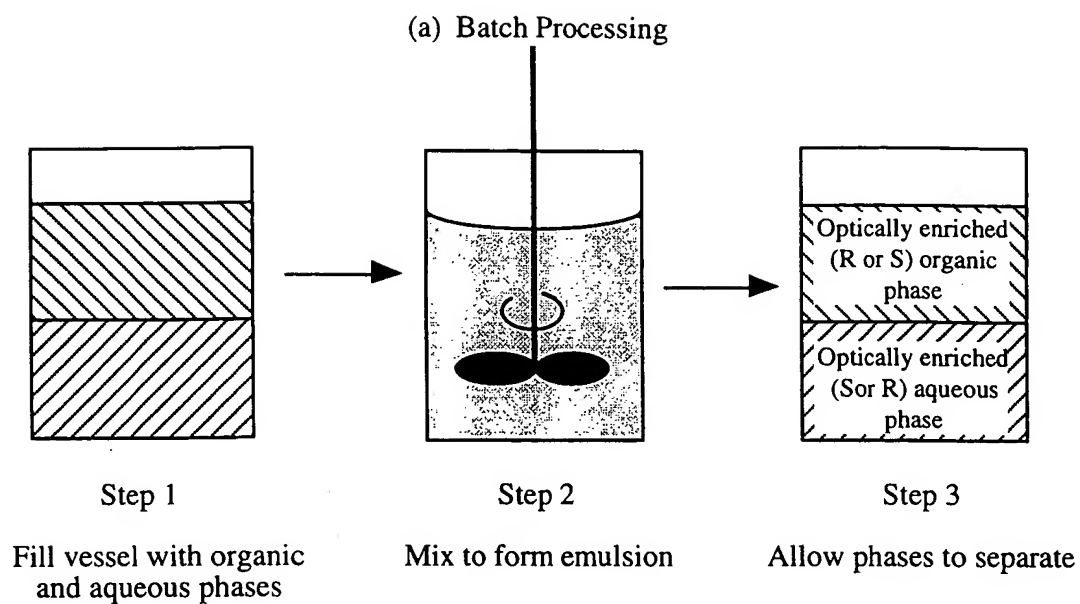 (a) Batch Processing
Optically enriched
(R or S) organic
phase
Optically enriched
(Sor R) aqueous
phase
Step 1
Step 2
Step 3
Fill vessel with organic
and aqueous phases
Mix to form emulsion
Allow phases to separate